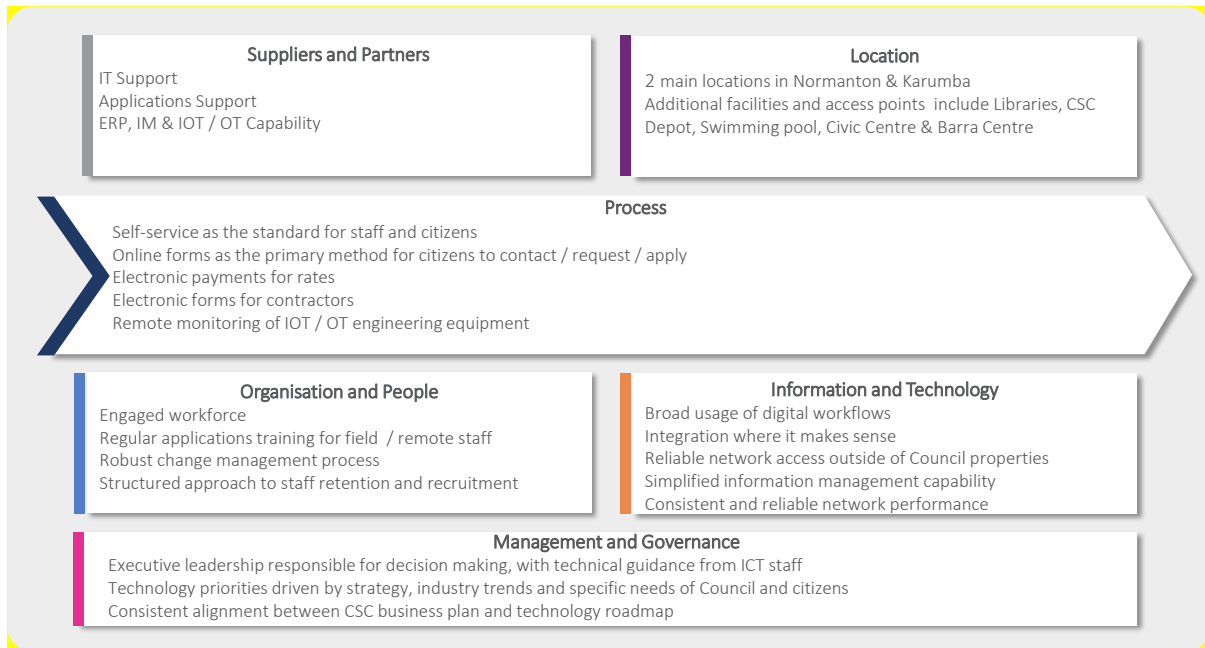 Suppliers and Partners
IT Support
Applications Support
ERP, IM & IOT / OT Capability
Location
2 main locations in Normanton & Karumba
Additional facilities and access points include Libraries, CSC
Depot, Swimming pool, Civic Centre & Barra Centre
Process
Self-service as the standard for staff and citizens
Online forms as the primary method for citizens to contact / request / apply
Electronic payments for rates
Electronic forms for contractors
Remote monitoring of IOT / OT engineering equipment
Organisation and People
Engaged workforce
Regular applications training for field / remote staff
Robust change management process
Structured approach to staff retention and recruitment
Information and Technology
Broad usage of digital workflows
Integration where it makes sense
Reliable network access outside of Council properties
Simplified information management capability
Consistent and reliable network performance
Management and Governance
Executive leadership responsible for decision making, with technical guidance from ICT staff
Technology priorities driven by strategy, industry trends and specific needs of Council and citizens
Consistent alignment between CSC business plan and technology roadmap